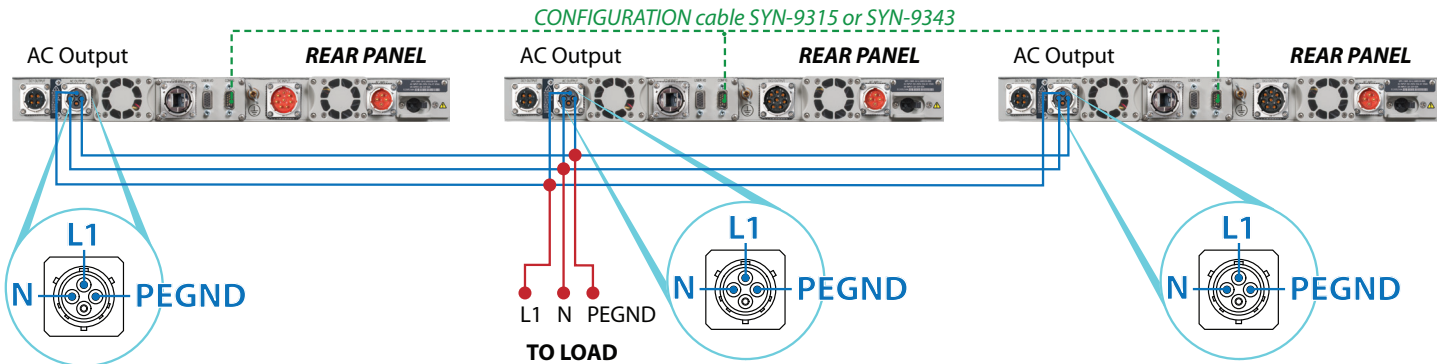 CONFIGURATION cable SYN-9315 or SYN-9343
AC Output
REAR PANEL
AC Output
REAR PANEL
AC Output
REAR PANEL
L1
N
PEGND
L1
N
PEGND
L1
N
PEGND
L1 N PEGND
TO LOAD